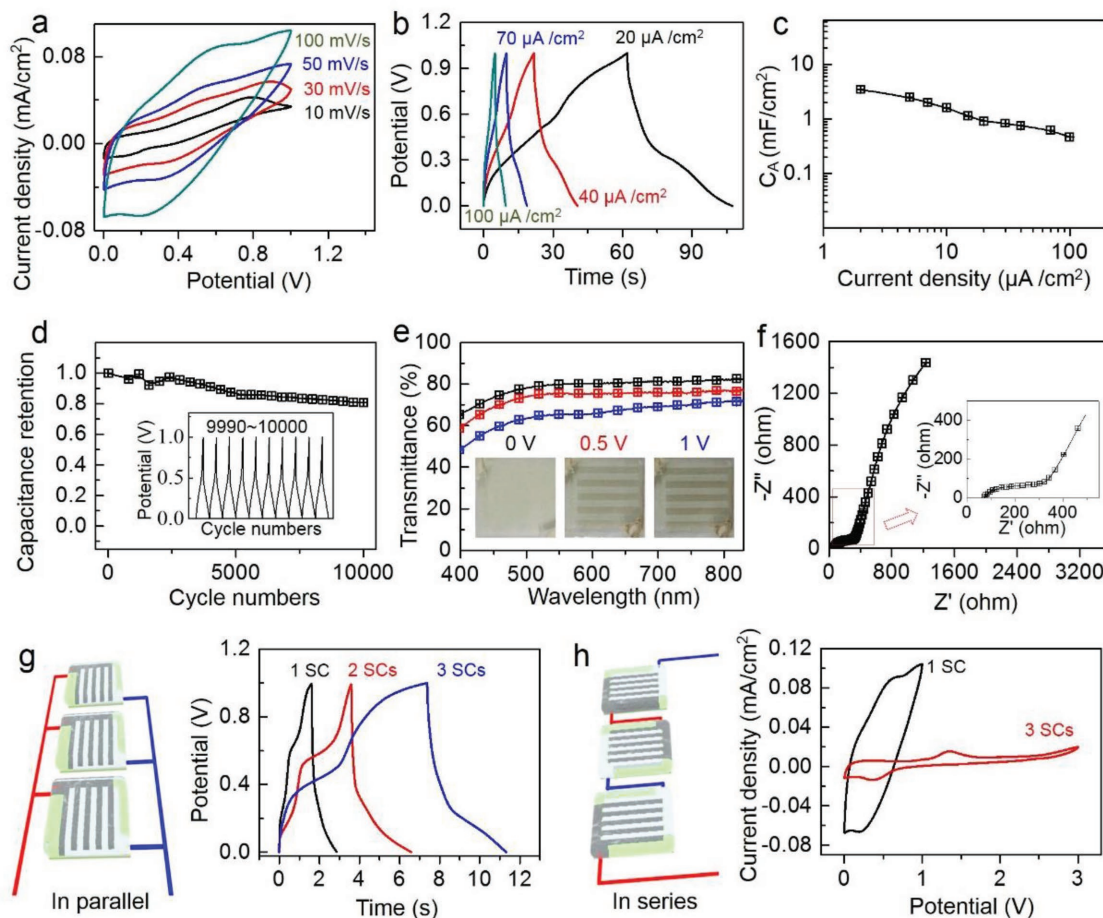 a
Current density (mA/cm²)
0.08
0.00
-0.08
100 mV/s
50 mV/s
30 mV/s
10 mV/s
0.0 0.4 0.8 1.2
Potential (V)
b
Potential (V)
1.2
0.9
0.6
0.3
0.0
70 µA /cm²
20 µA /cm²
40 µA /cm²
100 µA /cm²
0 30 60 90
Time (s)
c
C_A (mF/cm²)
10
1
0.1
1 10 100
Current density (µA /cm²)
d
Capacitance retention
1.0
0.8
0.6
0.4
0.2
0.0
9990~10000
Potential (V)
1.0
0.5
0.0
Cycle numbers
0 5000 10000
Cycle numbers
e
Transmittance (%)
100
80
60
40
20
0
0 V 0.5 V 1 V
400 500 600 700 800
Wavelength (nm)
f
-Z" (ohm)
1600
1200
800
400
0
-Z" (ohm)
400
200
0
0 200 400
Z' (ohm)
0 800 1600 2400 3200
Z' (ohm)
g
In parallel
Potential (V)
1.2
0.8
0.4
0.0
1 SC
2 SCs
3 SCs
0 2 4 6 8 10 12
Time (s)
h
In series
Current density (mA/cm²)
0.12
0.08
0.04
0.00
-0.04
-0.08
1 SC
3 SCs
0 1 2 3
Potential (V)